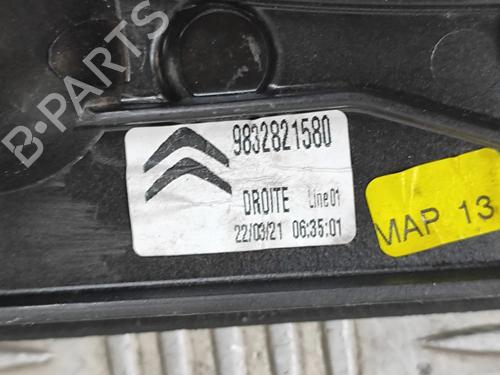 B-PARTS
9832821580
DROITE Line01
22/03/21 06:35:01
MAP 13